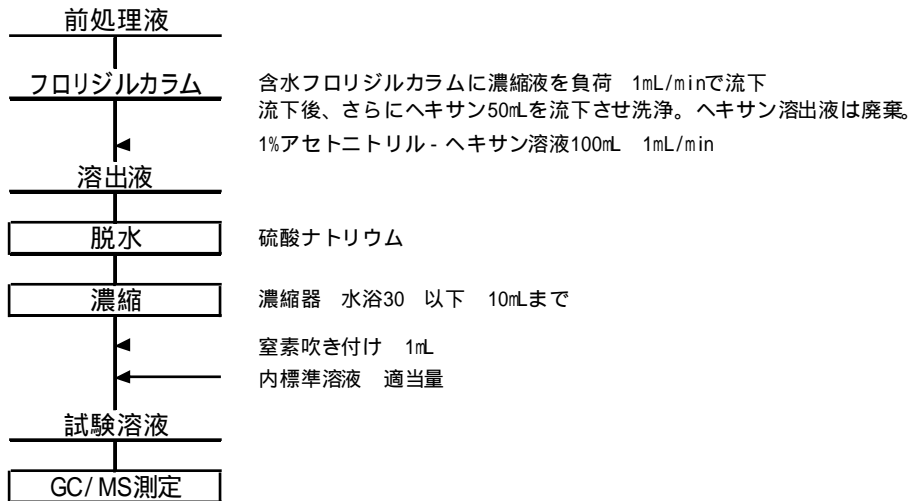 前処理液
フロリジルカラム 含水フロリジルカラムに濃縮液を負荷 1mL/minで流下
流下後、さらにヘキサン50mLを流下させ洗浄。ヘキサン溶出液は廃棄。
1%アセトニトリル - ヘキサン溶液100mL 1mL/min
溶出液
脱水 硫酸ナトリウム
濃縮 濃縮器 水浴30 以下 10mLまで
窒素吹き付け 1mL
内標準溶液 適当量
試験溶液
GC/MS測定